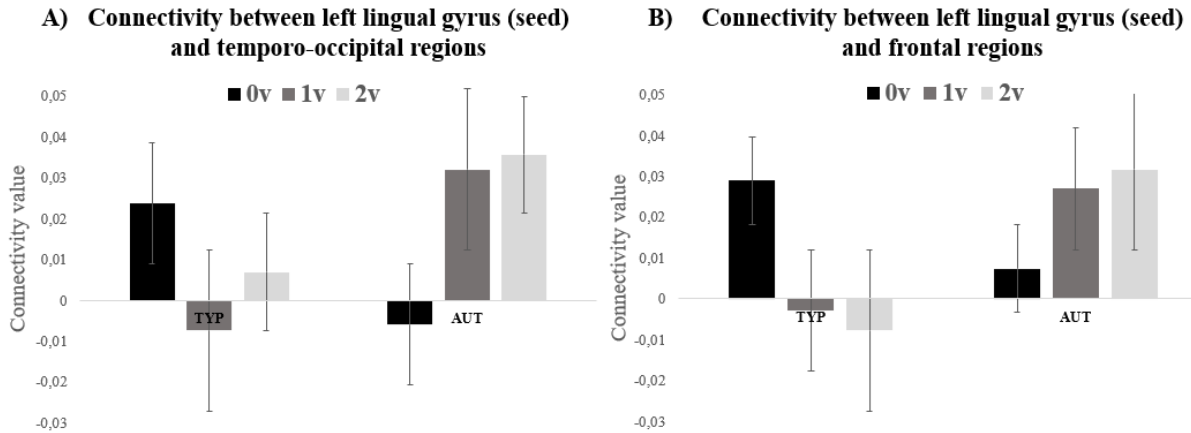 A) Connectivity between left lingual gyrus (seed)
and temporo-occipital regions
0v 1v 2v
Connectivity value
0,05
0,04
0,03
0,02
0,01
0
-0,01
-0,02
-0,03
TYP
AUT
B) Connectivity between left lingual gyrus (seed)
and frontal regions
0v 1v 2v
Connectivity value
0,05
0,04
0,03
0,02
0,01
0
-0,01
-0,02
-0,03
TYP
AUT